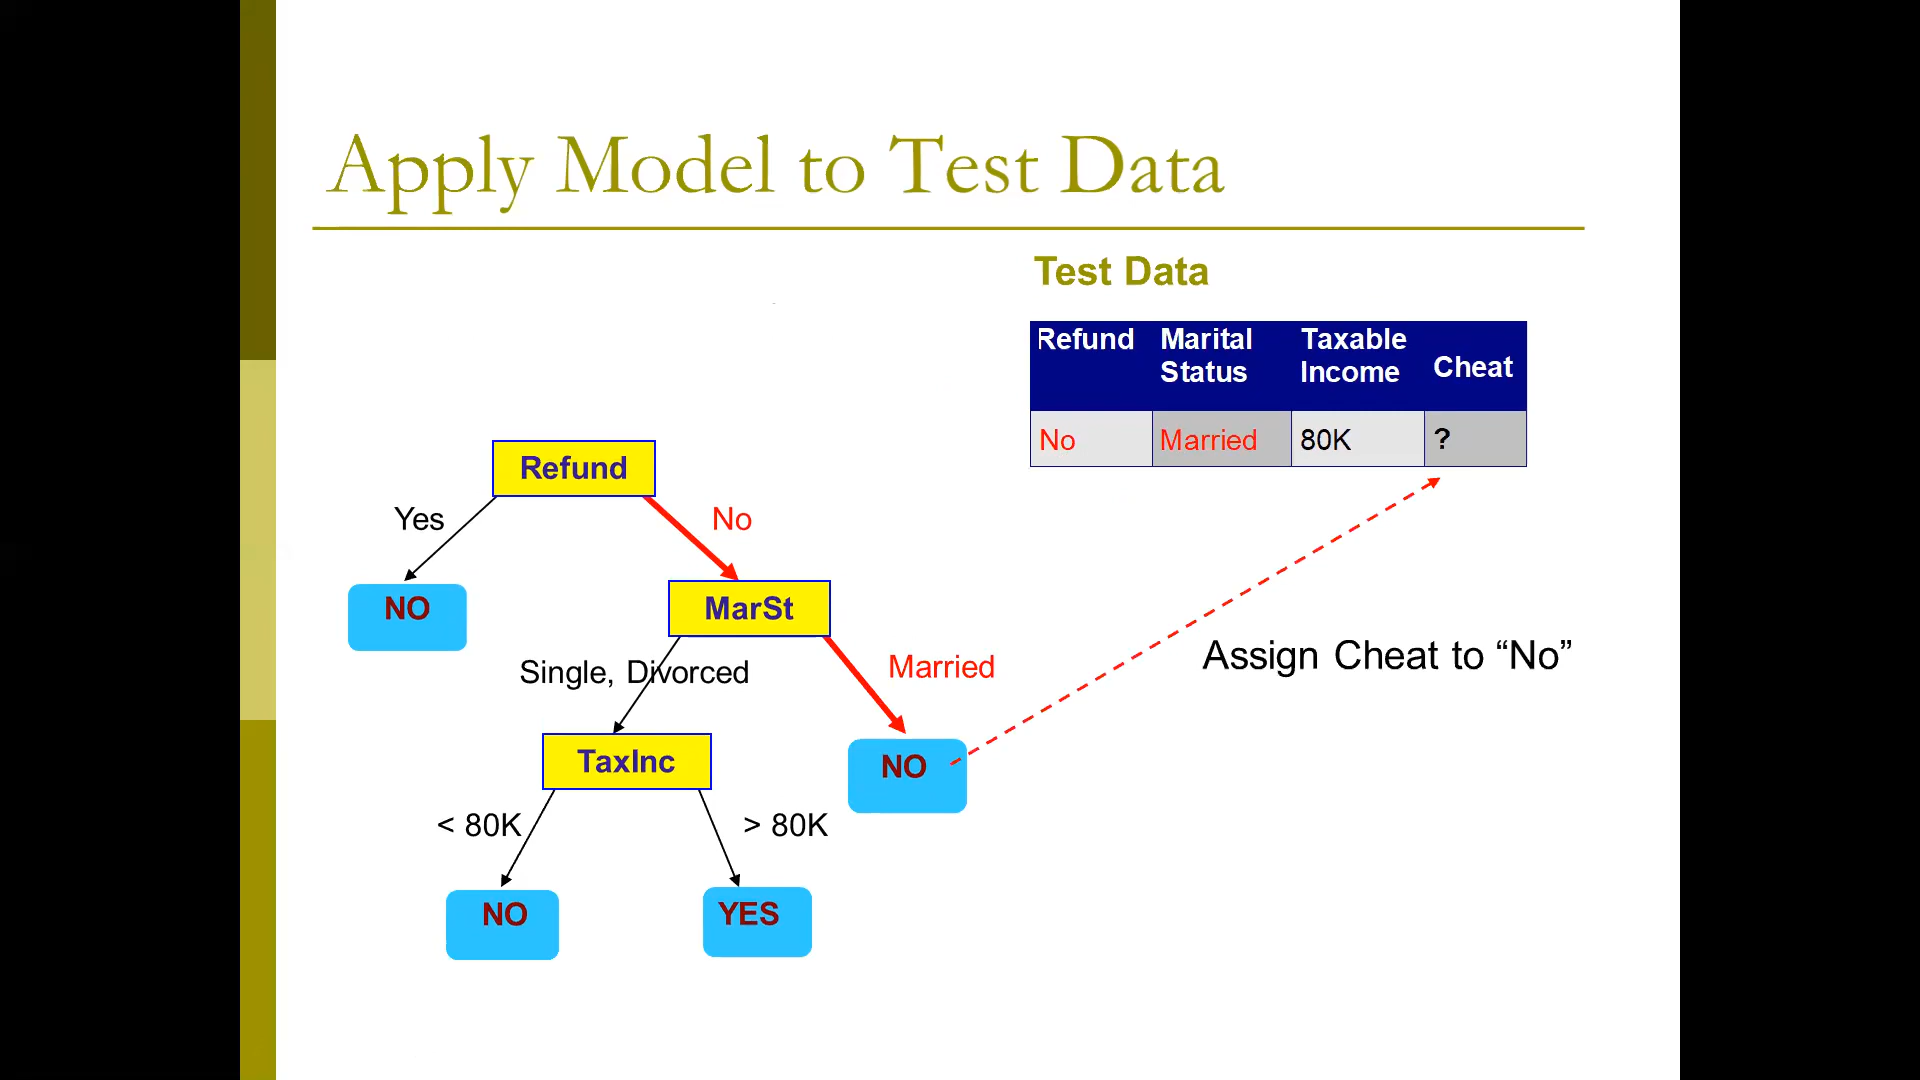 Apply Model to Test Data
Test Data
Refund Marital Status Taxable Income Cheat
No Married 80K ?
Refund
Yes No
NO
MarSt
Single, Divorced Married
TaxInc
NO
Assign Cheat to “No”
< 80K > 80K
NO YES